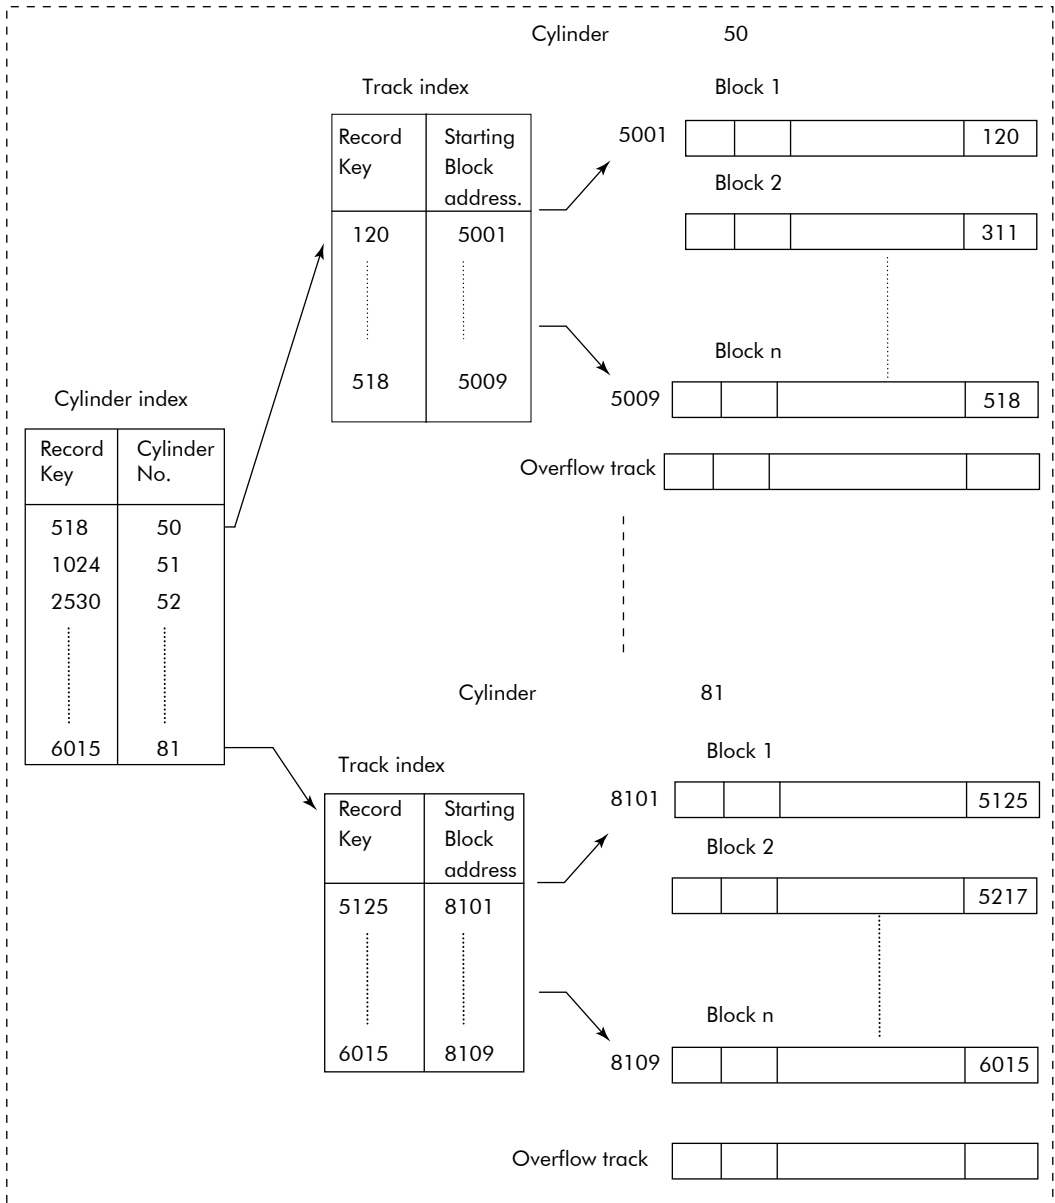 Cylinder 50
Track index
Record Key
Starting Block address.
120 5001
518 5009
Block 1
5001 120
Block 2
311
Block n
5009 518
Overflow track
Cylinder index
Record Key
Cylinder No.
518 50
1024 51
2530 52
6015 81
Cylinder 81
Track index
Record Key
Starting Block address
5125 8101
6015 8109
Block 1
8101 5125
Block 2
5217
Block n
8109 6015
Overflow track